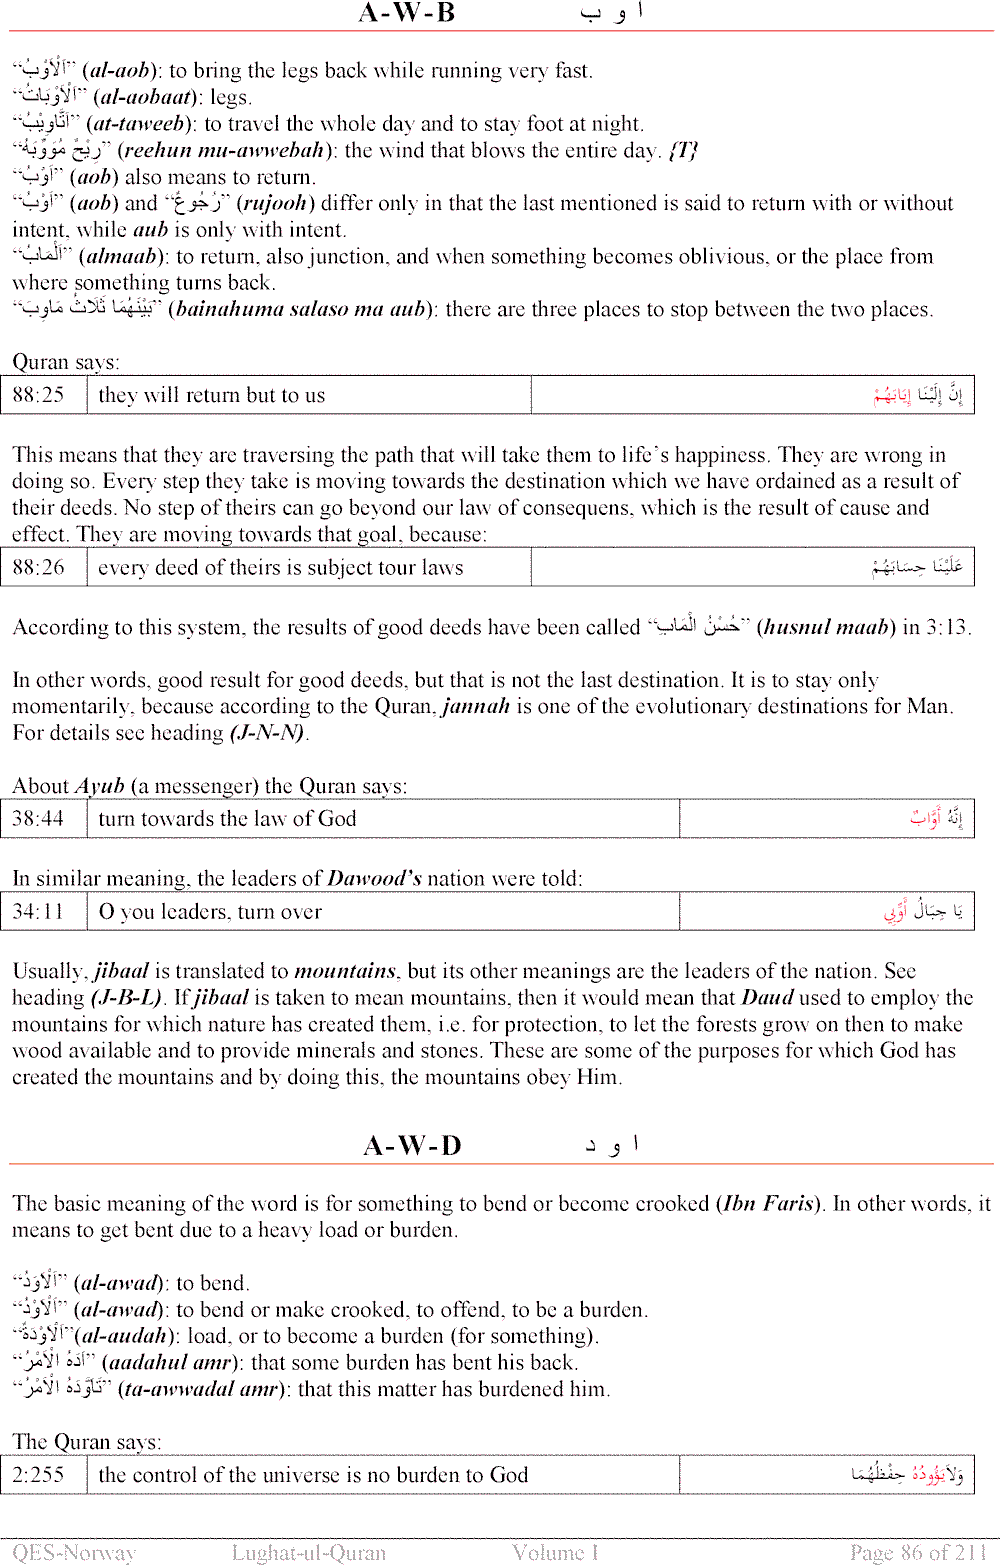 A-W-B ا و ب
“اَلْاَوْبُ” (al-aob): to bring the legs back while running very fast.
“اَلْاَوْبَاتُ” (al-aobaat): legs.
“اَلتَّاوِيْبُ” (at-taweeb): to travel the whole day and to stay foot at night.
“رِيْحٌ مُؤَوِّبَةٌ” (reehun mu-awwebah): the wind that blows the entire day. {T}
“اَوْبٌ” (aob) also means to return.
“اَوْبٌ” (aob) and “رُجُوعٌ” (rujooh) differ only in that the last mentioned is said to return with or without
intent, while aub is only with intent.
“اَلْمَابُ” (almaab): to return, also junction, and when something becomes oblivious, or the place from
where something turns back.
“بَيْنَهُمَا ثَلَاثُ مَاوِبَ” (bainahuma salaso ma aub): there are three places to stop between the two places.
Quran says:
88:25 they will return but to us إِنَّ إِلَيْنَا إِيَابَهُمْ
This means that they are traversing the path that will take them to life’s happiness. They are wrong in
doing so. Every step they take is moving towards the destination which we have ordained as a result of
their deeds. No step of theirs can go beyond our law of consequens, which is the result of cause and
effect. They are moving towards that goal, because:
88:26 every deed of theirs is subject tour laws عَلَيْنَا حِسَابَهُمْ
According to this system, the results of good deeds have been called “حُسْنُ الْمَابِ” (husnul maab) in 3:13.
In other words, good result for good deeds, but that is not the last destination. It is to stay only
momentarily, because according to the Quran, jannah is one of the evolutionary destinations for Man.
For details see heading (J-N-N).
About Ayub (a messenger) the Quran says:
38:44 turn towards the law of God إِنَّهُ أَوَّابٌ
In similar meaning, the leaders of Dawood’s nation were told:
34:11 O you leaders, turn over يَا جِبَالُ أَوِّبِي
Usually, jibaal is translated to mountains, but its other meanings are the leaders of the nation. See
heading (J-B-L). If jibaal is taken to mean mountains, then it would mean that Daud used to employ the
mountains for which nature has created them, i.e. for protection, to let the forests grow on then to make
wood available and to provide minerals and stones. These are some of the purposes for which God has
created the mountains and by doing this, the mountains obey Him.
A-W-D ا و د
The basic meaning of the word is for something to bend or become crooked (Ibn Faris). In other words, it
means to get bent due to a heavy load or burden.
“اَلْاَوَدُ” (al-awad): to bend.
“اَلْاَوْدُ” (al-awad): to bend or make crooked, to offend, to be a burden.
“اَلْاَوْدَةُ”(al-audah): load, or to become a burden (for something).
“اَدَهُ الْاَمْرُ” (aadahul amr): that some burden has bent his back.
“تَاَوَّدَهُ الْاَمْرُ” (ta-awwadal amr): that this matter has burdened him.
The Quran says:
2:255 the control of the universe is no burden to God وَلاَيَؤُودُهُ حِفْظُهُمَا
QES-Norway Lughat-ul-Quran Volume I Page 86 of 211